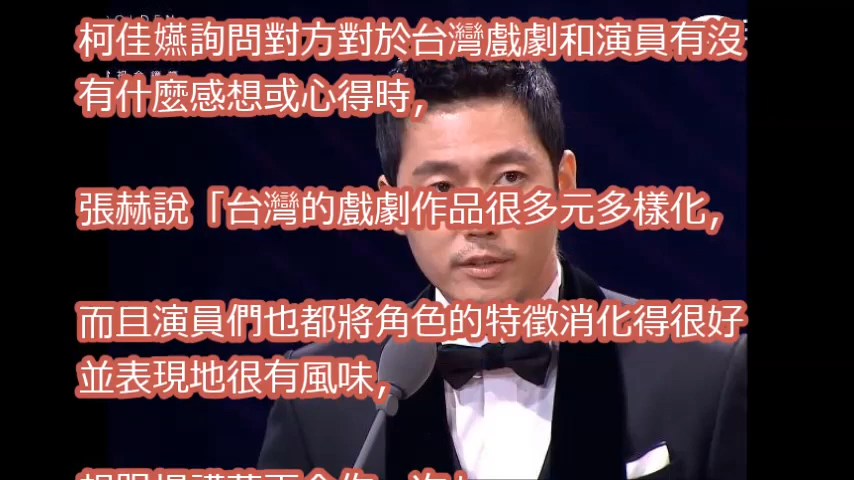 柯佳嬿詢問對方對於台灣戲劇和演員有沒
有什麼感想或心得時，
張赫說「台灣的戲劇作品很多元多樣化，
而且演員們也都將角色的特徵消化得很好
並表現地很有風味，